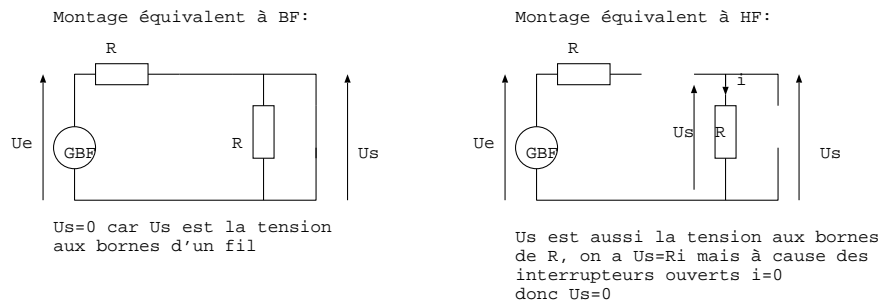 Montage équivalent à BF:
R
Ue
GBF
R
Us
Us=0 car Us est la tension
aux bornes d'un fil
Montage équivalent à HF:
R
i
Ue
GBF
Us
R
Us
Us est aussi la tension aux bornes
de R, on a Us=Ri mais à cause des
interrupteurs ouverts i=0
donc Us=0